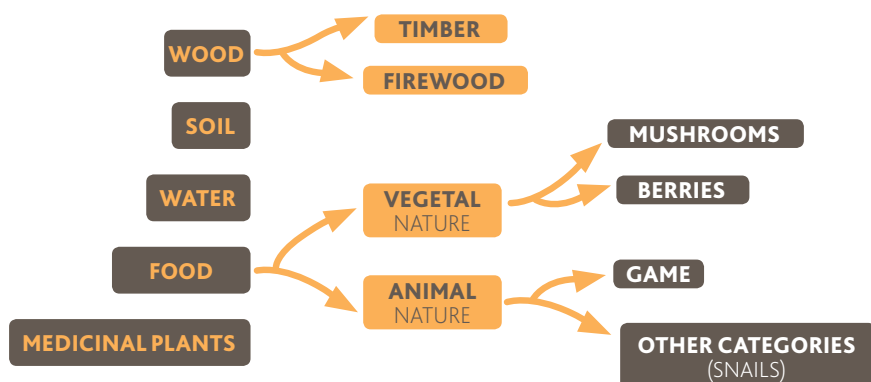 WOOD
TIMBER
FIREWOOD
SOIL
WATER
FOOD
VEGETAL
NATURE
MUSHROOMS
BERRIES
ANIMAL
NATURE
GAME
OTHER CATEGORIES
(SNAILS)
MEDICINAL PLANTS